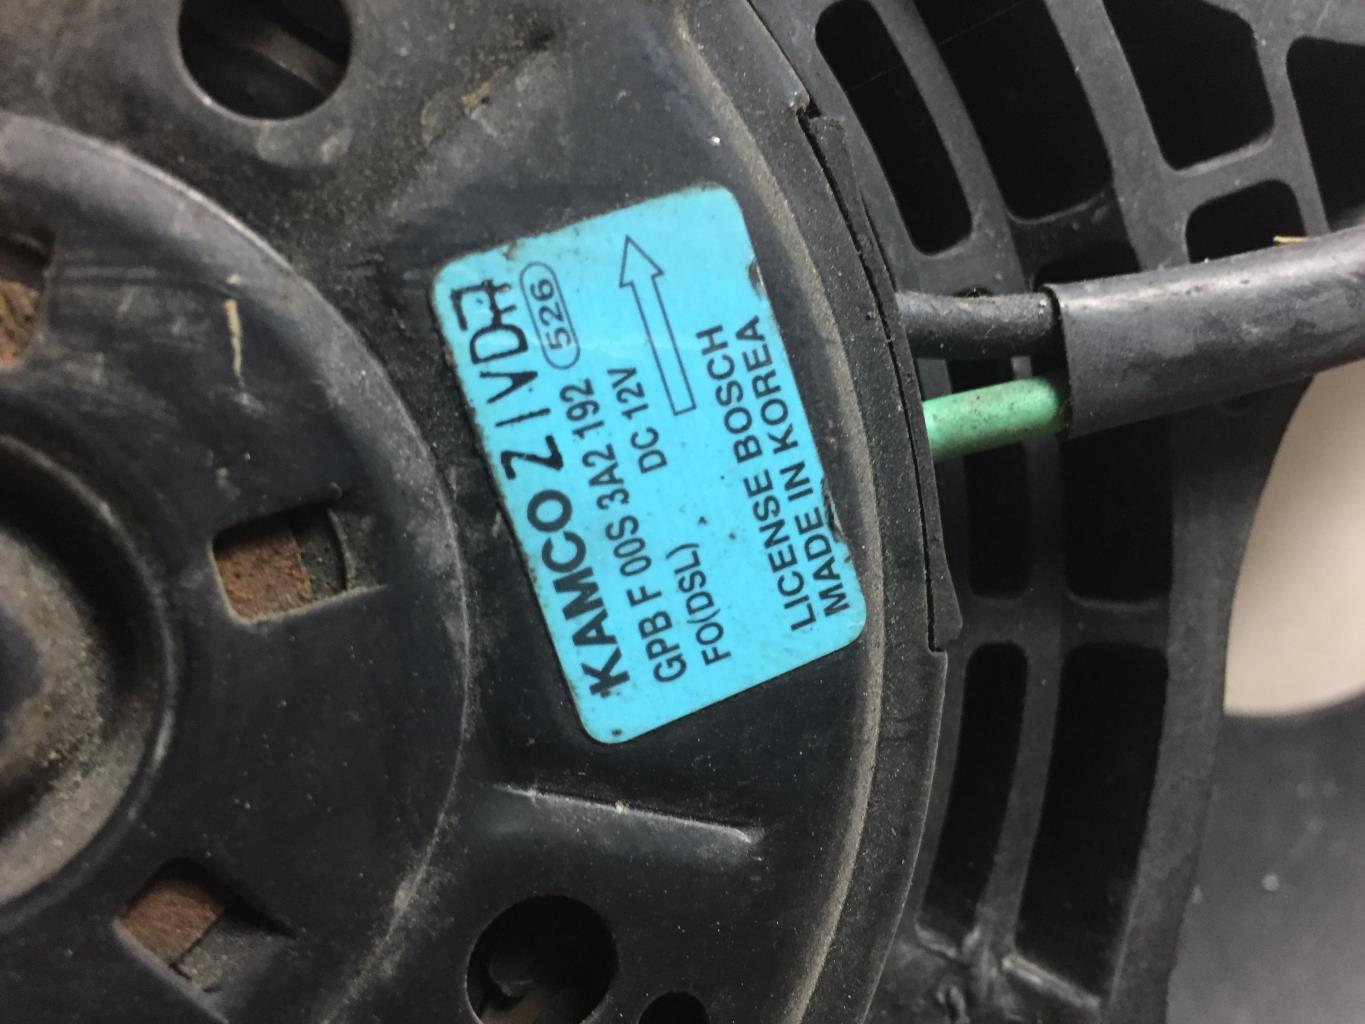 KAMCO Z I VDA
GPB F 00S 3A2 192 526
FO(DSL) DC 12V
LICENSE BOSCH
MADE IN KOREA